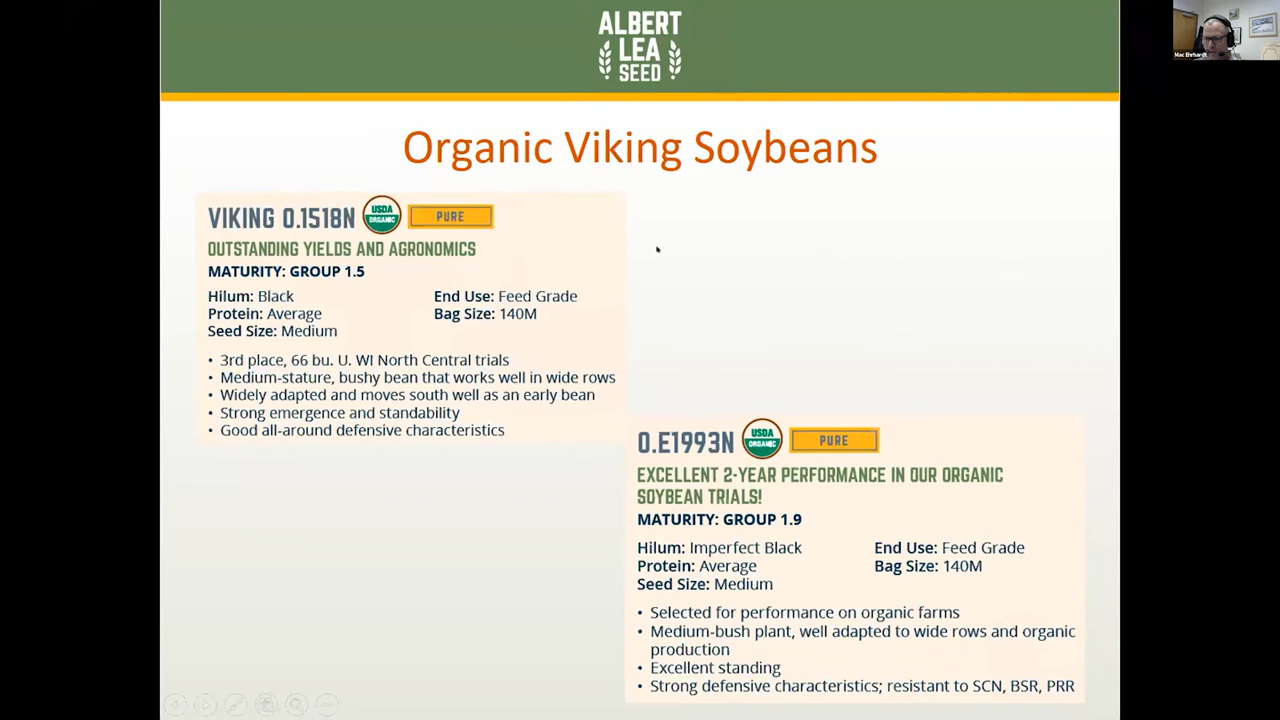 ALBERT
LEA
SEED
Mac Ehrhardt
Organic Viking Soybeans
VIKING 0.1518N USDA ORGANIC PURE
OUTSTANDING YIELDS AND AGRONOMICS
MATURITY: GROUP 1.5
Hilum: Black End Use: Feed Grade
Protein: Average Bag Size: 140M
Seed Size: Medium
• 3rd place, 66 bu. U. WI North Central trials
• Medium-stature, bushy bean that works well in wide rows
• Widely adapted and moves south well as an early bean
• Strong emergence and standability
• Good all-around defensive characteristics
O.E1993N USDA ORGANIC PURE
EXCELLENT 2-YEAR PERFORMANCE IN OUR ORGANIC
SOYBEAN TRIALS!
MATURITY: GROUP 1.9
Hilum: Imperfect Black End Use: Feed Grade
Protein: Average Bag Size: 140M
Seed Size: Medium
• Selected for performance on organic farms
• Medium-bush plant, well adapted to wide rows and organic
production
• Excellent standing
• Strong defensive characteristics; resistant to SCN, BSR, PRR